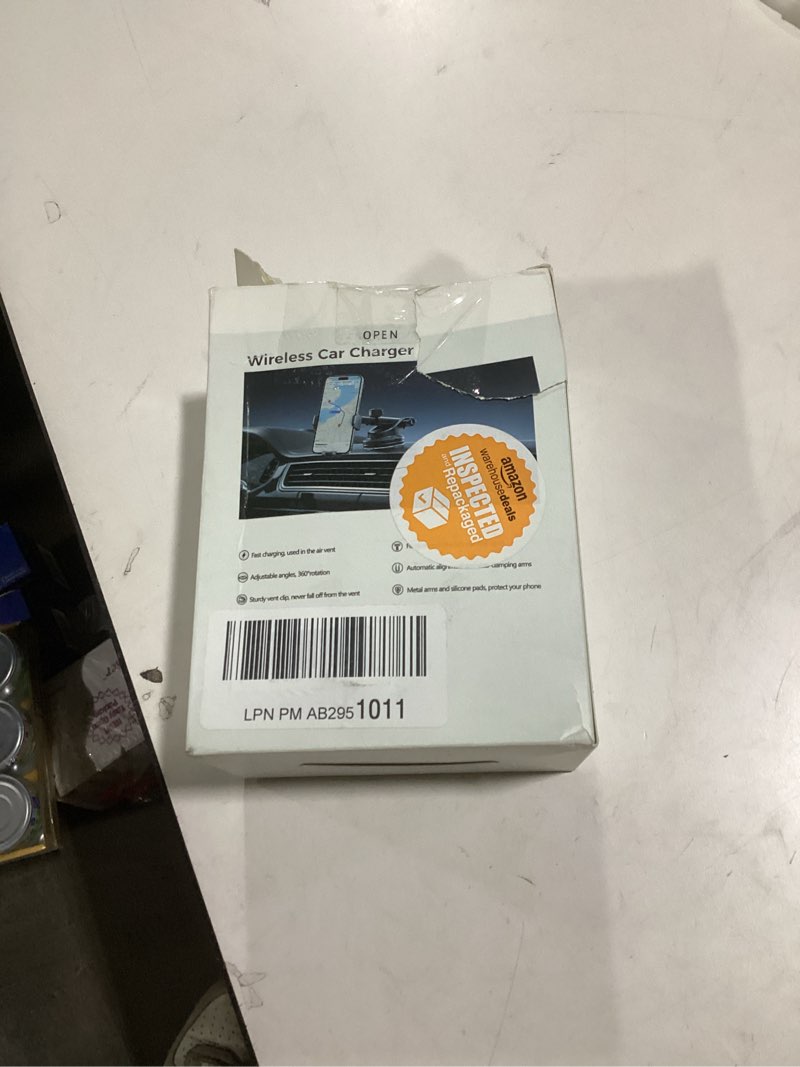 OPEN
Wireless Car Charger
amazon
warehousedeals
INSPECTED
and Repackaged
Fast charging, used in the air vent
Adjustable angles, 360°rotation
Sturdy vent clip, never fall off from the vent
Automatic
amping arms
Metal arms and silicone pads, protect your phone
LPN PM AB2951011